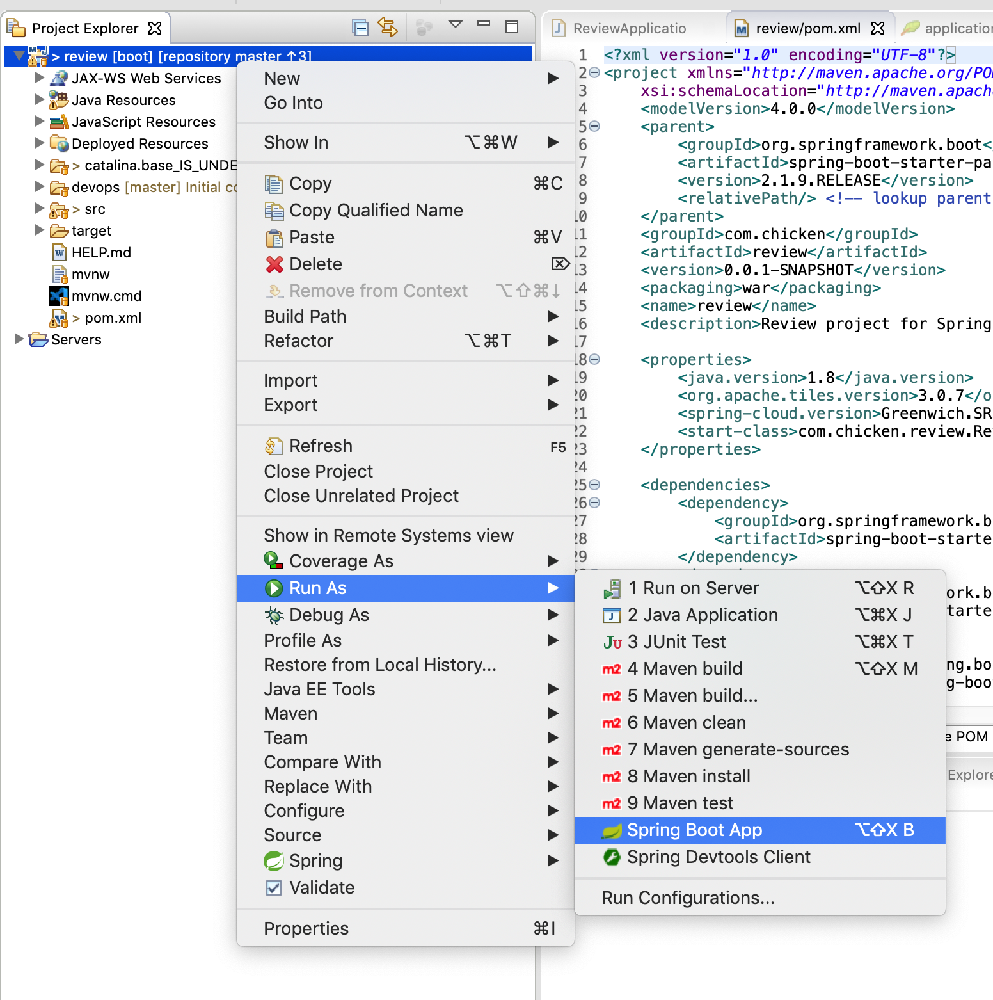 Project Explorer
> review [boot] [repository master ↑3]
JAX-WS Web Services
Java Resources
JavaScript Resources
Deployed Resources
> catalina.base_IS_UNDE
devops [master] Initial
> src
target
HELP.md
mvnw
mvnw.cmd
> pom.xml
Servers
New
Go Into
Show In ⌥⌘W
Copy ⌘C
Copy Qualified Name
Paste ⌘V
Delete ⌦
Remove from Context ⌥⇧⌘↓
Build Path
Refactor ⌥⌘T
Import
Export
Refresh F5
Close Project
Close Unrelated Project
Show in Remote Systems view
Coverage As
Run As
Debug As
Profile As
Restore from Local History...
Java EE Tools
Maven
Team
Compare With
Replace With
Configure
Source
Spring
Validate
Properties ⌘I
1 Run on Server ⌥⇧X R
2 Java Application ⌥⌘X J
3 JUnit Test ⌥⌘X T
4 Maven build ⌥⇧X M
5 Maven build...
6 Maven clean
7 Maven generate-sources
8 Maven install
9 Maven test
Spring Boot App ⌥⇧X B
Spring Devtools Client
Run Configurations...
ReviewApplicatio
review/pom.xml
application
1 <?xml version="1.0" encoding="UTF-8"?>
2 <project xmlns="http://maven.apache.org/PO
3 xsi:schemaLocation="http://maven.apach
4 <modelVersion>4.0.0</modelVersion>
5 <parent>
6 <groupId>org.springframework.boot<
7 <artifactId>spring-boot-starter-pa
8 <version>2.1.9.RELEASE</version>
9 <relativePath/> <!-- lookup parent
10 </parent>
11 <groupId>com.chicken</groupId>
12 <artifactId>review</artifactId>
13 <version>0.0.1-SNAPSHOT</version>
14 <packaging>war</packaging>
15 <name>review</name>
16 <description>Review project for Spring
17
18 <properties>
19 <java.version>1.8</java.version>
20 <org.apache.tiles.version>3.0.7</o
21 <spring-cloud.version>Greenwich.SR
22 <start-class>com.chicken.review.Re
23 </properties>
24
25 <dependencies>
26 <dependency>
27 <groupId>org.springframework.b
28 <artifactId>spring-boot-starte
29 </dependency>
ork.b
tarte
ng.bo
g-boo
e POM
Explore